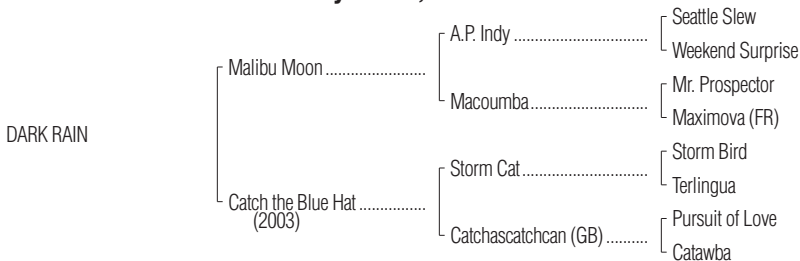 Seattle Slew
A.P. Indy
Weekend Surprise
Malibu Moon
Mr. Prospector
Macoumba
Maximova (FR)
DARK RAIN
Storm Bird
Storm Cat
Terlingua
Catch the Blue Hat
(2003)
Pursuit of Love
Catchascatchcan (GB)
Catawba